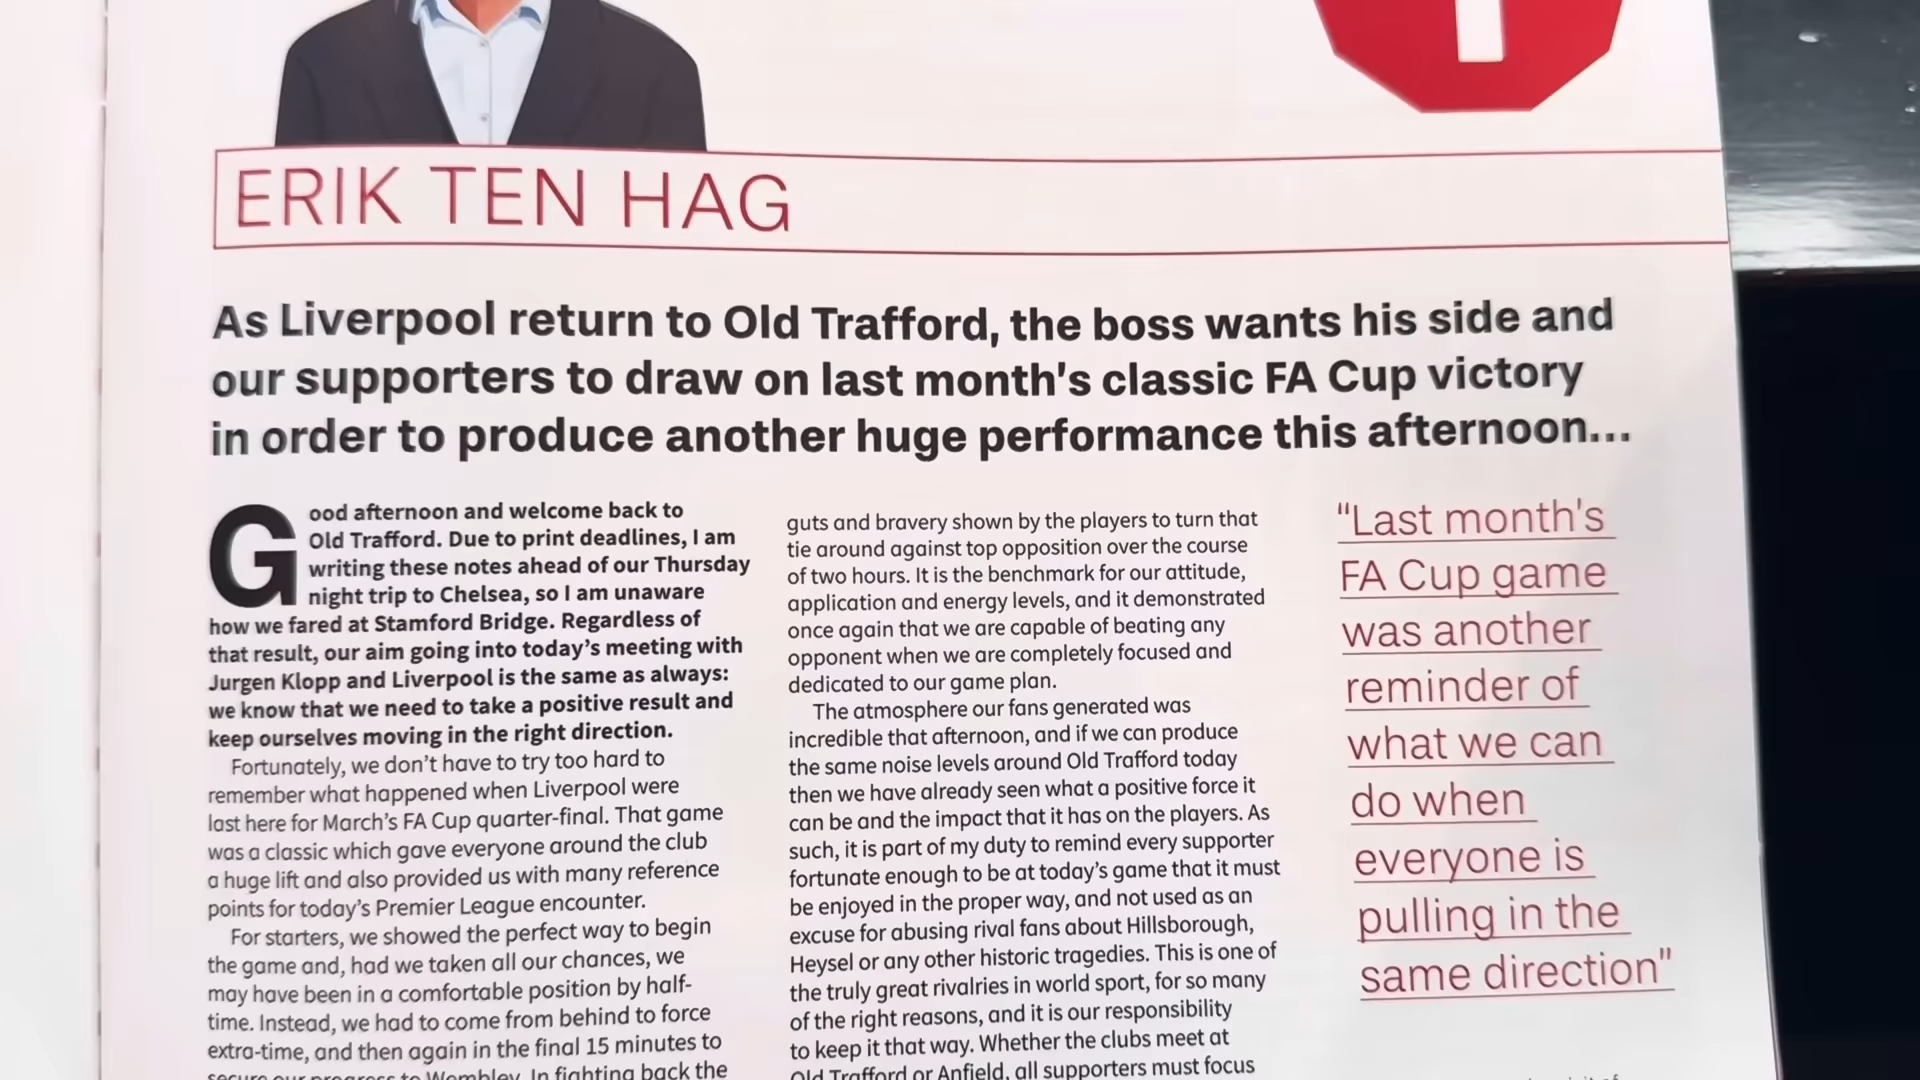 ERIK TEN HAG
As Liverpool return to Old Trafford, the boss wants his side and
our supporters to draw on last month's classic FA Cup victory
in order to produce another huge performance this afternoon...
Good afternoon and welcome back to
Old Trafford. Due to print deadlines, I am
writing these notes ahead of our Thursday
night trip to Chelsea, so I am unaware
how we fared at Stamford Bridge. Regardless of
that result, our aim going into today's meeting with
Jurgen Klopp and Liverpool is the same as always:
we know that we need to take a positive result and
keep ourselves moving in the right direction.
Fortunately, we don't have to try too hard to
remember what happened when Liverpool were
last here for March's FA Cup quarter-final. That game
was a classic which gave everyone around the club
a huge lift and also provided us with many reference
points for today's Premier League encounter.
For starters, we showed the perfect way to begin
the game and, had we taken all our chances, we
may have been in a comfortable position by half-
time. Instead, we had to come from behind to force
extra-time, and then again in the final 15 minutes to
secure our progress to Wembley. In fighting back the
guts and bravery shown by the players to turn that
tie around against top opposition over the course
of two hours. It is the benchmark for our attitude,
application and energy levels, and it demonstrated
once again that we are capable of beating any
opponent when we are completely focused and
dedicated to our game plan.
The atmosphere our fans generated was
incredible that afternoon, and if we can produce
the same noise levels around Old Trafford today
then we have already seen what a positive force it
can be and the impact that it has on the players. As
such, it is part of my duty to remind every supporter
fortunate enough to be at today's game that it must
be enjoyed in the proper way, and not used as an
excuse for abusing rival fans about Hillsborough,
Heysel or any other historic tragedies. This is one of
the truly great rivalries in world sport, for so many
of the right reasons, and it is our responsibility
to keep it that way. Whether the clubs meet at
Old Trafford or Anfield, all supporters must focus
"Last month's
FA Cup game
was another
reminder of
what we can
do when
everyone is
pulling in the
same direction"